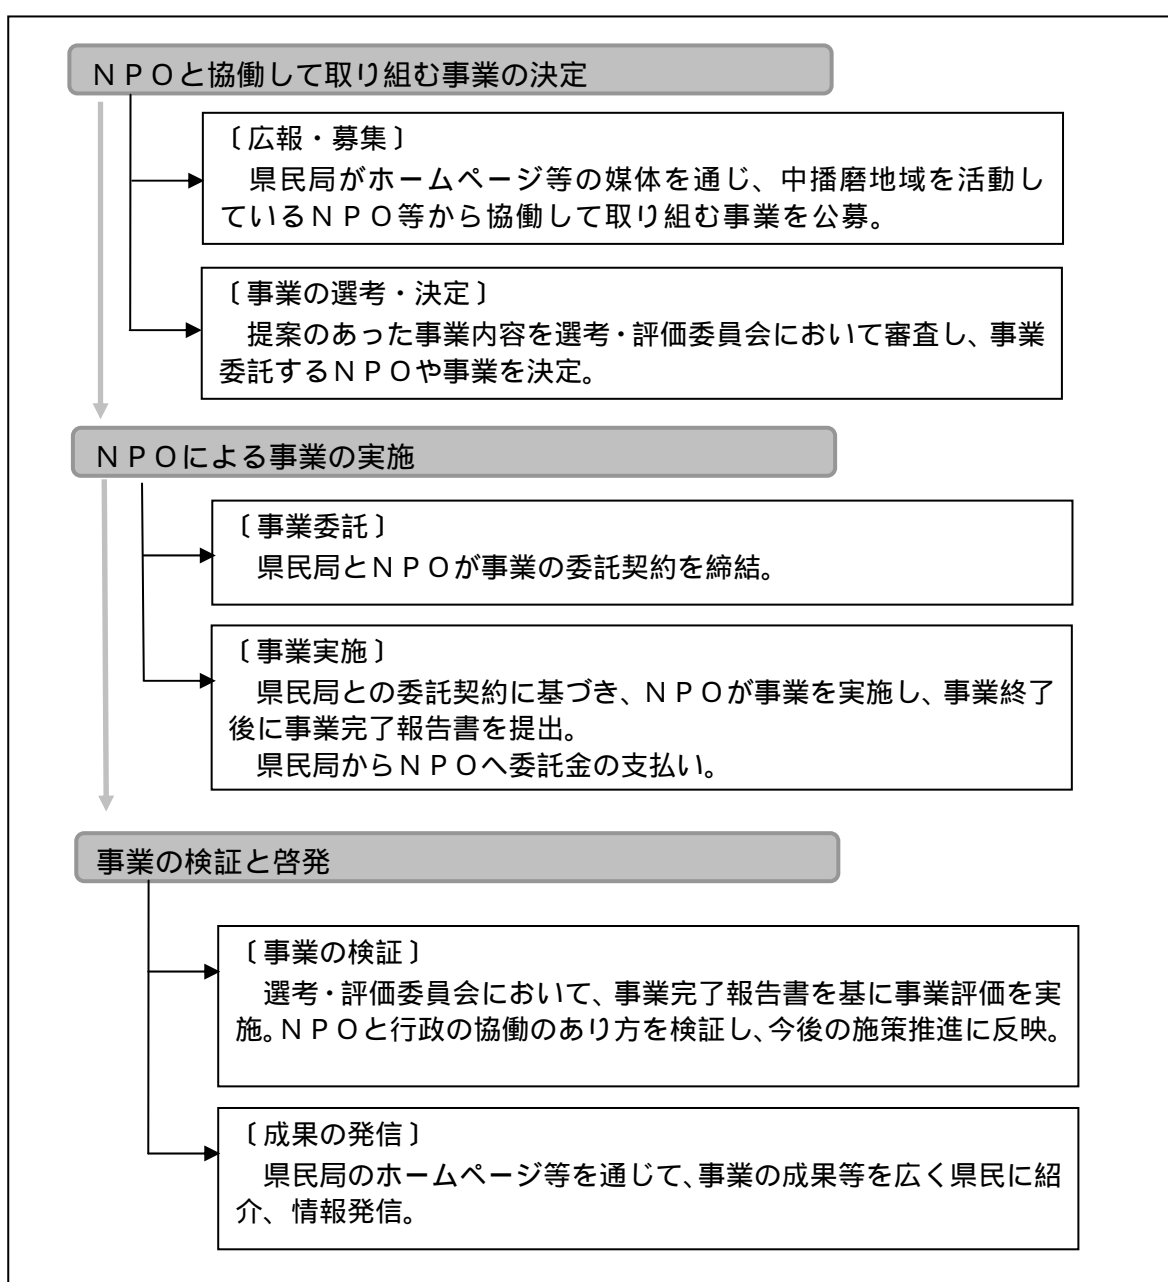 ＮＰＯと協働して取り組む事業の決定
〔広報・募集〕
県民局がホームページ等の媒体を通じ、中播磨地域を活動し
ているＮＰＯ等から協働して取り組む事業を公募。
〔事業の選考・決定〕
提案のあった事業内容を選考・評価委員会において審査し、事業
委託するＮＰＯや事業を決定。
ＮＰＯによる事業の実施
〔事業委託〕
県民局とＮＰＯが事業の委託契約を締結。
〔事業実施〕
県民局との委託契約に基づき、ＮＰＯが事業を実施し、事業終了
後に事業完了報告書を提出。
県民局からＮＰＯへ委託金の支払い。
事業の検証と啓発
〔事業の検証〕
選考・評価委員会において、事業完了報告書を基に事業評価を実
施。ＮＰＯと行政の協働のあり方を検証し、今後の施策推進に反映。
〔成果の発信〕
県民局のホームページ等を通じて、事業の成果等を広く県民に紹
介、情報発信。